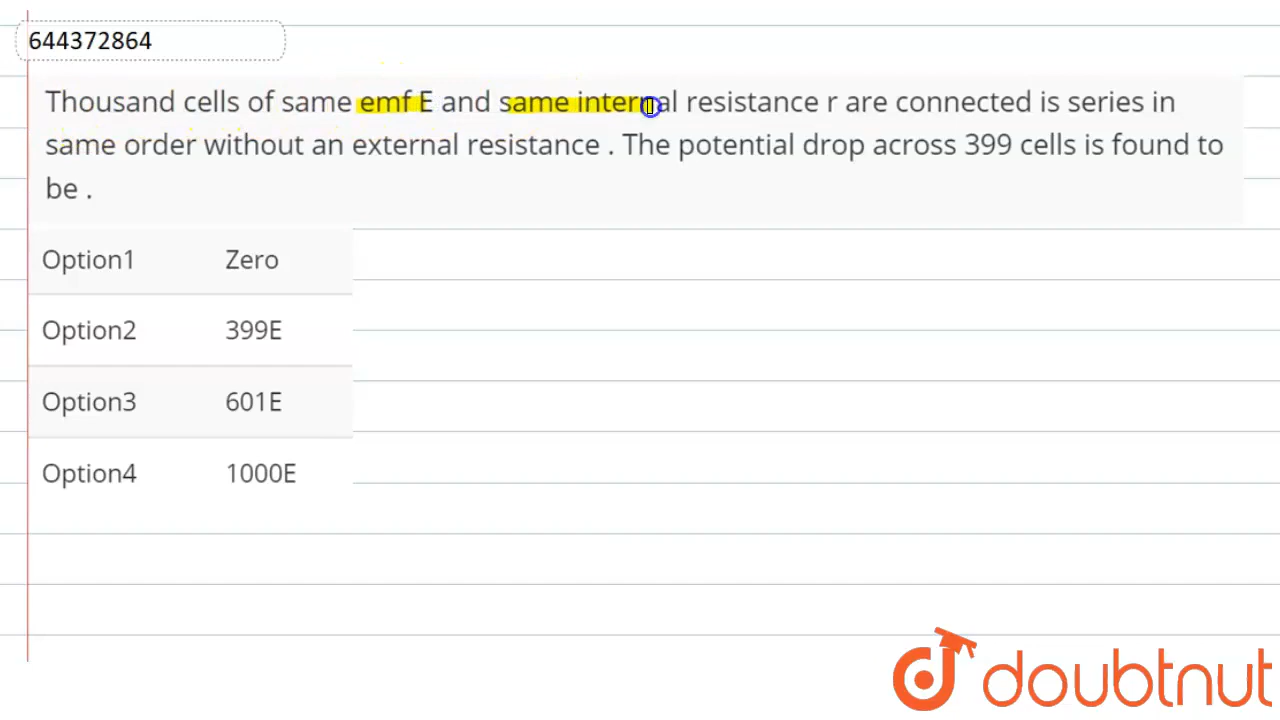 644372864
Thousand cells of same emf E and same internal resistance r are connected is series in
same order without an external resistance . The potential drop across 399 cells is found to
be .
Option1 Zero
Option2 399E
Option3 601E
Option4 1000E
doubtnut